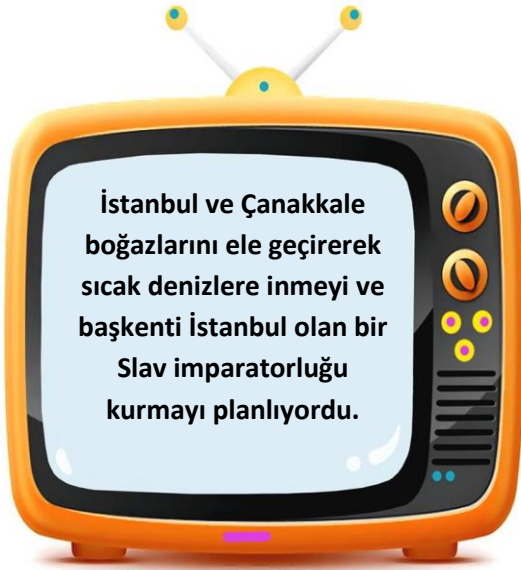 İstanbul ve Çanakkale
boğazlarını ele geçirerek
sıcak denizlere inmeyi ve
başkenti İstanbul olan bir
Slav imparatorluğu
kurmayı planlıyordu.